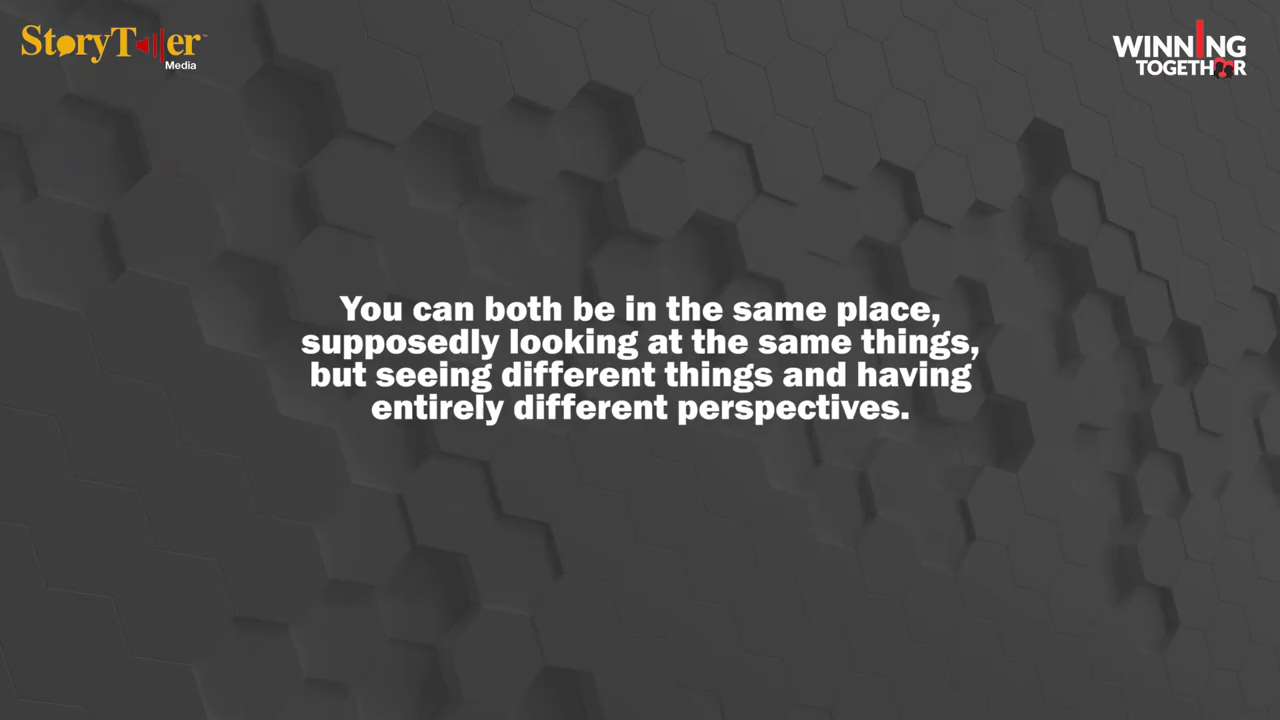 StoryTeller™
Media
WINNING
TOGETHER
You can both be in the same place,
supposedly looking at the same things,
but seeing different things and having
entirely different perspectives.